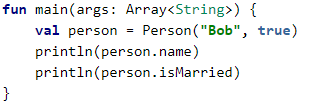 fun main(args: Array<String>) {
    val person = Person("Bob", true)
    println(person.name)
    println(person.isMarried)
}